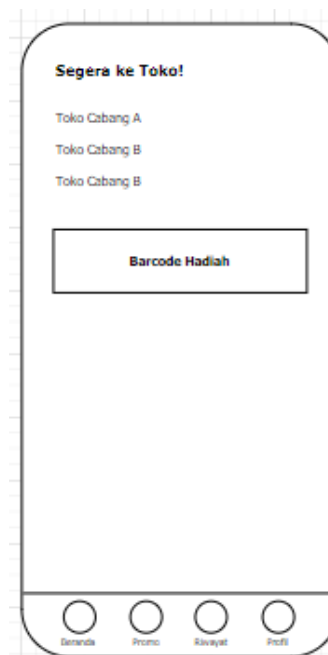 Segera ke Toko!
Toko Cabang A
Toko Cabang B
Toko Cabang B
Barcode Hadiah
Beranda Promo Riwayat Profil